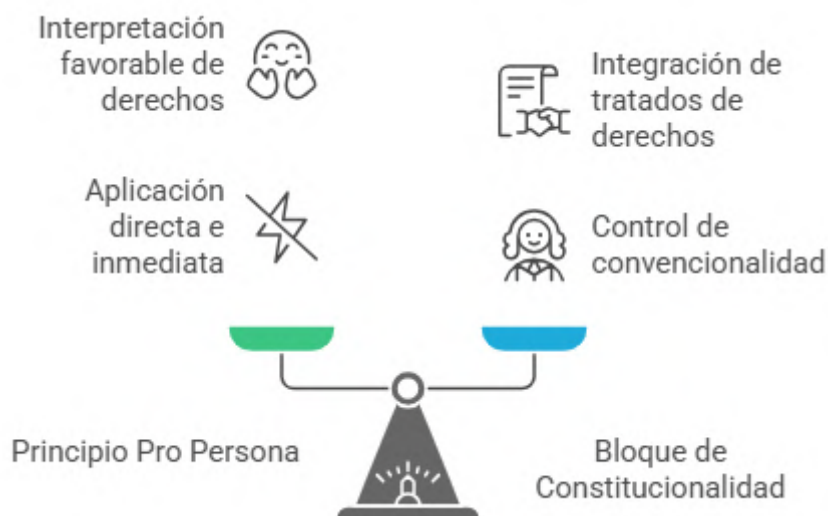 Interpretación
favorable de
derechos
Aplicación
directa e
inmediata
Integración de
tratados de
derechos
Control de
convencionalidad
Principio Pro Persona
Bloque de
Constitucionalidad